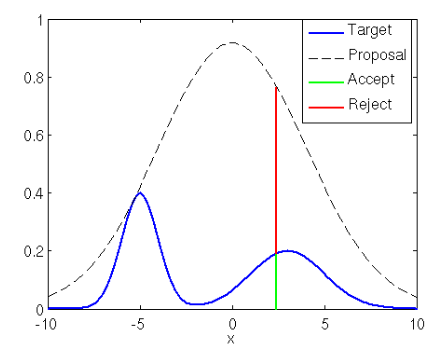 1
0.8
0.6
0.4
0.2
0
-10
-5
0
5
10
x
Target
Proposal
Accept
Reject